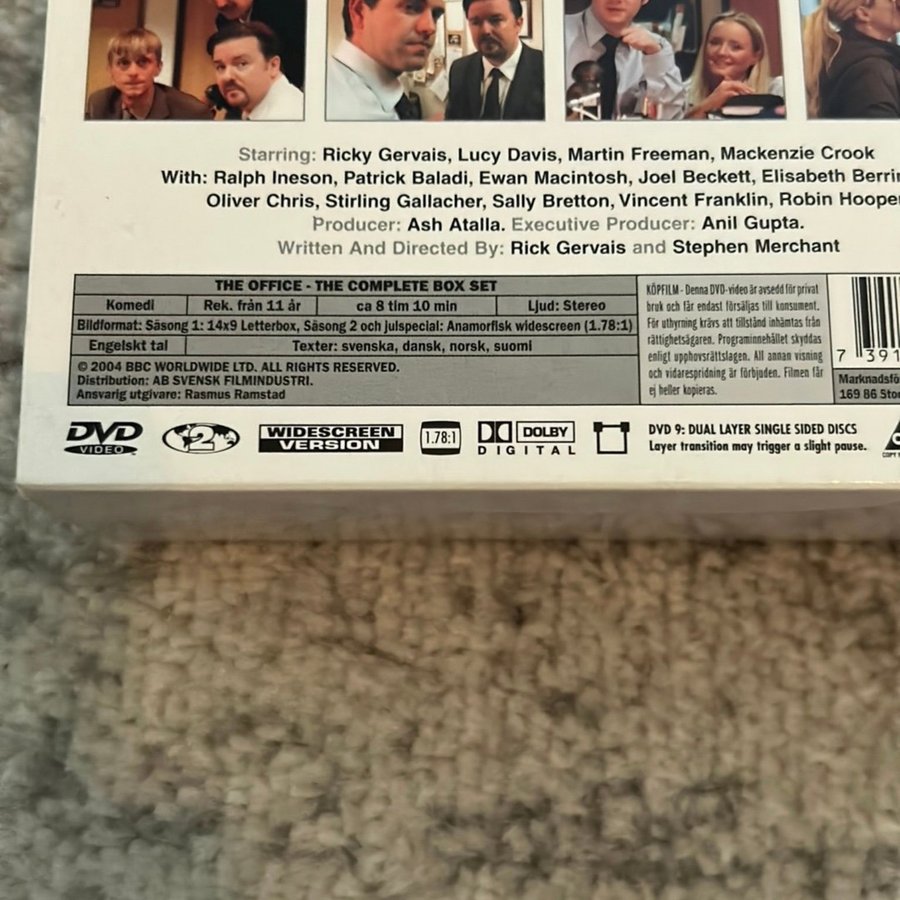 Starring: Ricky Gervais, Lucy Davis, Martin Freeman, Mackenzie Crook
With: Ralph Ineson, Patrick Baladi, Ewan Macintosh, Joel Beckett, Elisabeth Berrin
Oliver Chris, Stirling Gallacher, Sally Bretton, Vincent Franklin, Robin Hooper
Producer: Ash Atalla. Executive Producer: Anil Gupta.
Written And Directed By: Rick Gervais and Stephen Merchant
THE OFFICE - THE COMPLETE BOX SET
Komedi Rek. från 11 år ca 8 tim 10 min Ljud: Stereo
Bildformat: Säsong 1: 14x9 Letterbox, Säsong 2 och julspecial: Anamorfisk widescreen (1.78:1)
Engelskt tal Texter: svenska, dansk, norsk, suomi
© 2004 BBC WORLDWIDE LTD. ALL RIGHTS RESERVED.
Distribution: AB SVENSK FILMINDUSTRI.
Ansvarig utgivare: Rasmus Ramstad
KÖPFILM - Denna DVD-video är avsedd för privat
bruk och får endast försäljas till konsument.
För uthyrning krävs att tillstånd inhämtas från
rättighetsägaren. Programinnehållet skyddas
enligt upphovsrättslagen. All annan visning
och vidarespridning är förbjuden. Filmen får
ej heller kopieras.
7 391
Marknadsfö
169 86 Sto
DVD VIDEO
2
WIDESCREEN VERSION
1.78:1
DOLBY DIGITAL
DVD 9: DUAL LAYER SINGLE SIDED DISCS
Layer transition may trigger a slight pause.
COPY